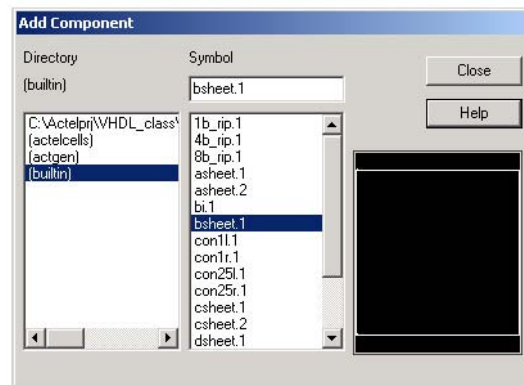 Add Component
Directory
(builtin)
C:\Actelprj\VHDL_class\
(actelcells)
(actgen)
(builtin)
Symbol
bsheet.1
1b_rip.1
4b_rip.1
8b_rip.1
asheet.1
asheet.2
bi.1
bsheet.1
con1l.1
con1r.1
con25l.1
con25r.1
csheet.1
csheet.2
dsheet.1
Close
Help